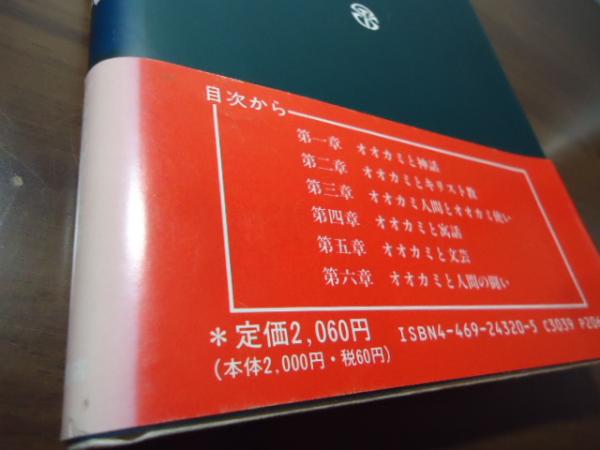 目次から
第一章 オオカミと神話
第二章 オオカミとキリスト教
第三章 オオカミ人間とオオカミ使い
第四章 オオカミと寓話
第五章 オオカミと文芸
第六章 オオカミと人間の闘い
*定価2,060円
(本体2,000円・税60円)
ISBN4-469-24320-5 C3039 P206